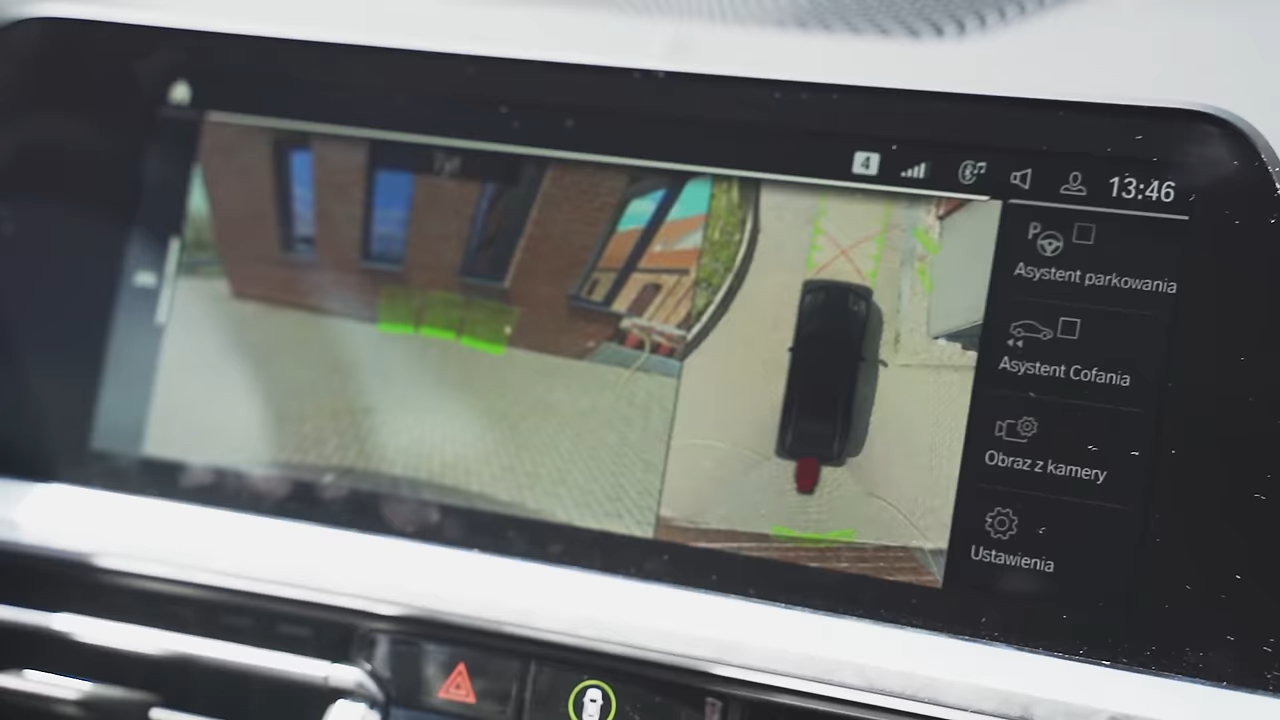 4
13:46
P
Asystent parkowania
Asystent Cofania
Obraz z kamery
Ustawienia